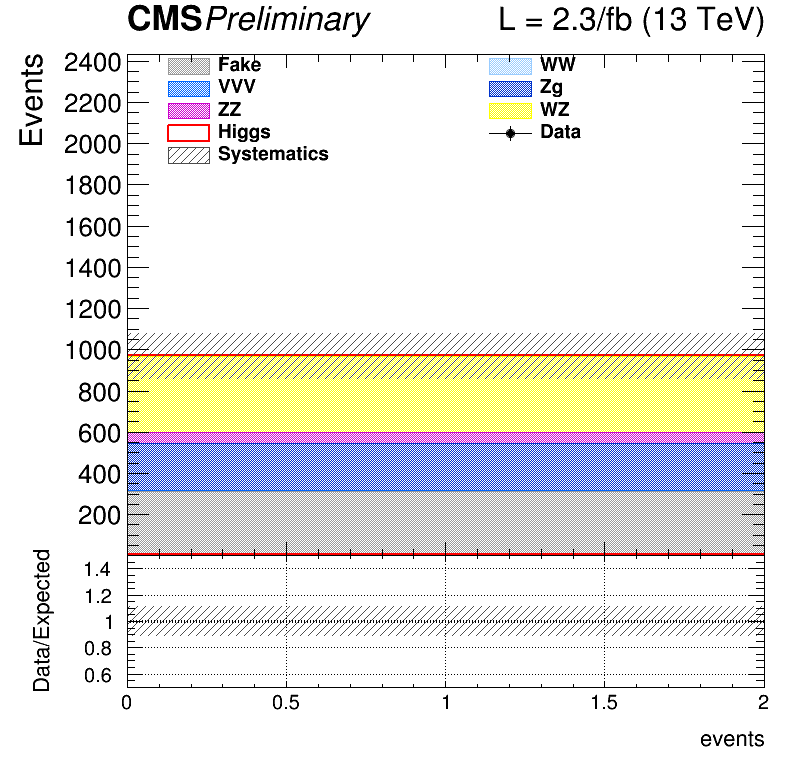 CMS Preliminary L = 2.3/fb (13 TeV)
Events
2400
2200
2000
1800
1600
1400
1200
1000
800
600
400
200
Fake WW
VVV Zg
ZZ WZ
Higgs Data
Systematics
Data/Expected
1.4
1.2
1
0.8
0.6
0 0.5 1 1.5 2
events